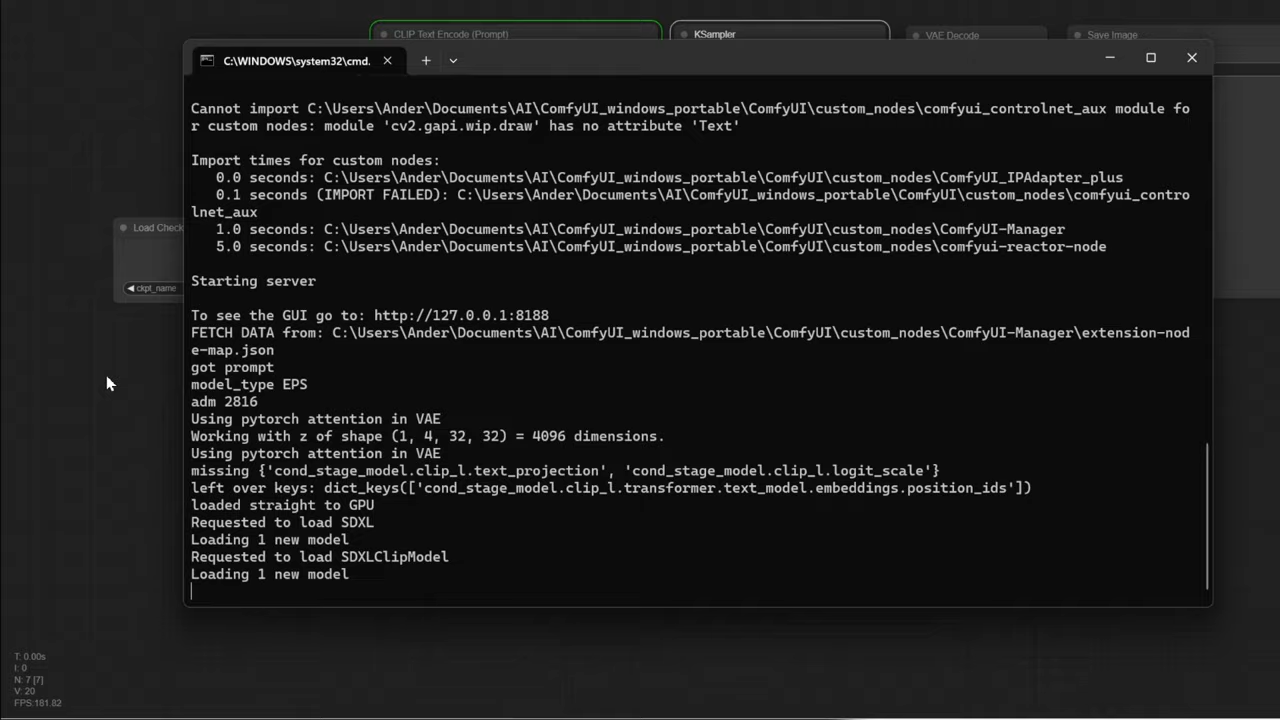 CLIP Text Encode (Prompt)
KSampler
VAE Decode
Save Image
C:\WINDOWS\system32\cmd.
Cannot import C:\Users\Ander\Documents\AI\ComfyUI_windows_portable\ComfyUI\custom_nodes\comfyui_controlnet_aux module fo
r custom nodes: module 'cv2.gapi.wip.draw' has no attribute 'Text'
Import times for custom nodes:
0.0 seconds: C:\Users\Ander\Documents\AI\ComfyUI_windows_portable\ComfyUI\custom_nodes\ComfyUI_IPAdapter_plus
0.1 seconds (IMPORT FAILED): C:\Users\Ander\Documents\AI\ComfyUI_windows_portable\ComfyUI\custom_nodes\comfyui_contro
lnet_aux
1.0 seconds: C:\Users\Ander\Documents\AI\ComfyUI_windows_portable\ComfyUI\custom_nodes\ComfyUI-Manager
5.0 seconds: C:\Users\Ander\Documents\AI\ComfyUI_windows_portable\ComfyUI\custom_nodes\comfyui-reactor-node
Starting server
To see the GUI go to: http://127.0.0.1:8188
FETCH DATA from: C:\Users\Ander\Documents\AI\ComfyUI_windows_portable\ComfyUI\custom_nodes\ComfyUI-Manager\extension-nod
e-map.json
got prompt
model_type EPS
adm 2816
Using pytorch attention in VAE
Working with z of shape (1, 4, 32, 32) = 4096 dimensions.
Using pytorch attention in VAE
missing {'cond_stage_model.clip_l.text_projection', 'cond_stage_model.clip_l.logit_scale'}
left over keys: dict_keys(['cond_stage_model.clip_l.transformer.text_model.embeddings.position_ids'])
loaded straight to GPU
Requested to load SDXL
Loading 1 new model
Requested to load SDXLClipModel
Loading 1 new model
Load Check
ckpt_name
T: 0.00s
I: 0
N: 7 [7]
V: 20
FPS:181.82